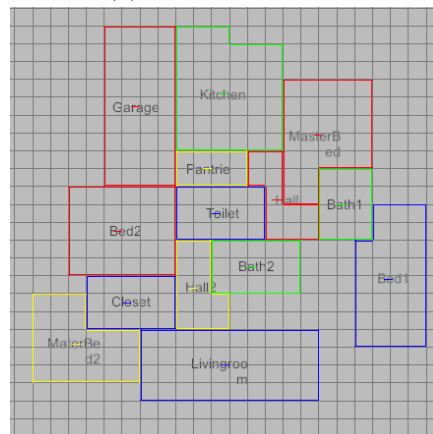 Kitchen
Garage
MasterB
ed
Pantrie
Hall
Bath1
Toilet
Bed2
Bath2
Bed1
Hall2
Closet
MaterBe
d2
Livingroo
m